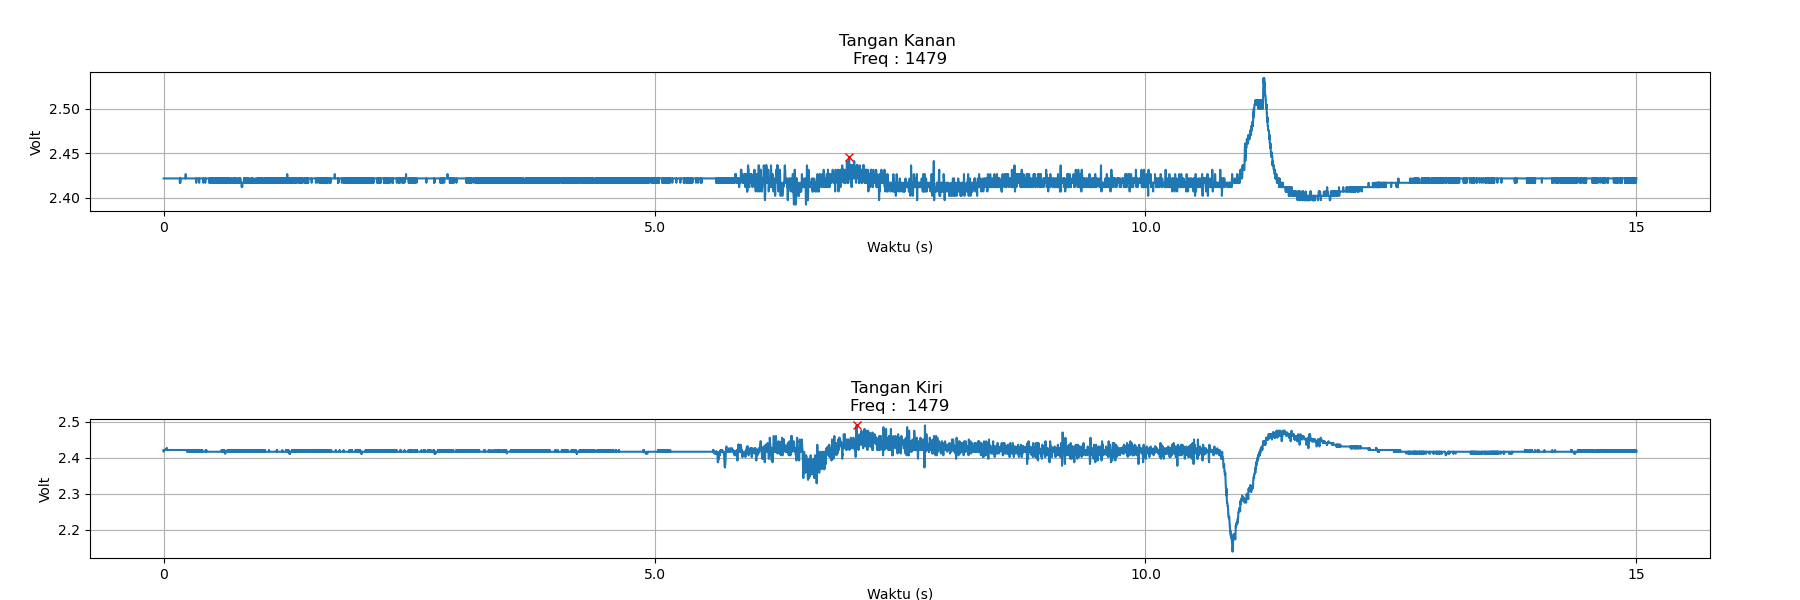 Tangan Kanan
Freq : 1479
Volt
2.50
2.45
2.40
0 5.0 10.0 15
Waktu (s)
Tangan Kiri
Freq :  1479
Volt
2.5
2.4
2.3
2.2
0 5.0 10.0 15
Waktu (s)